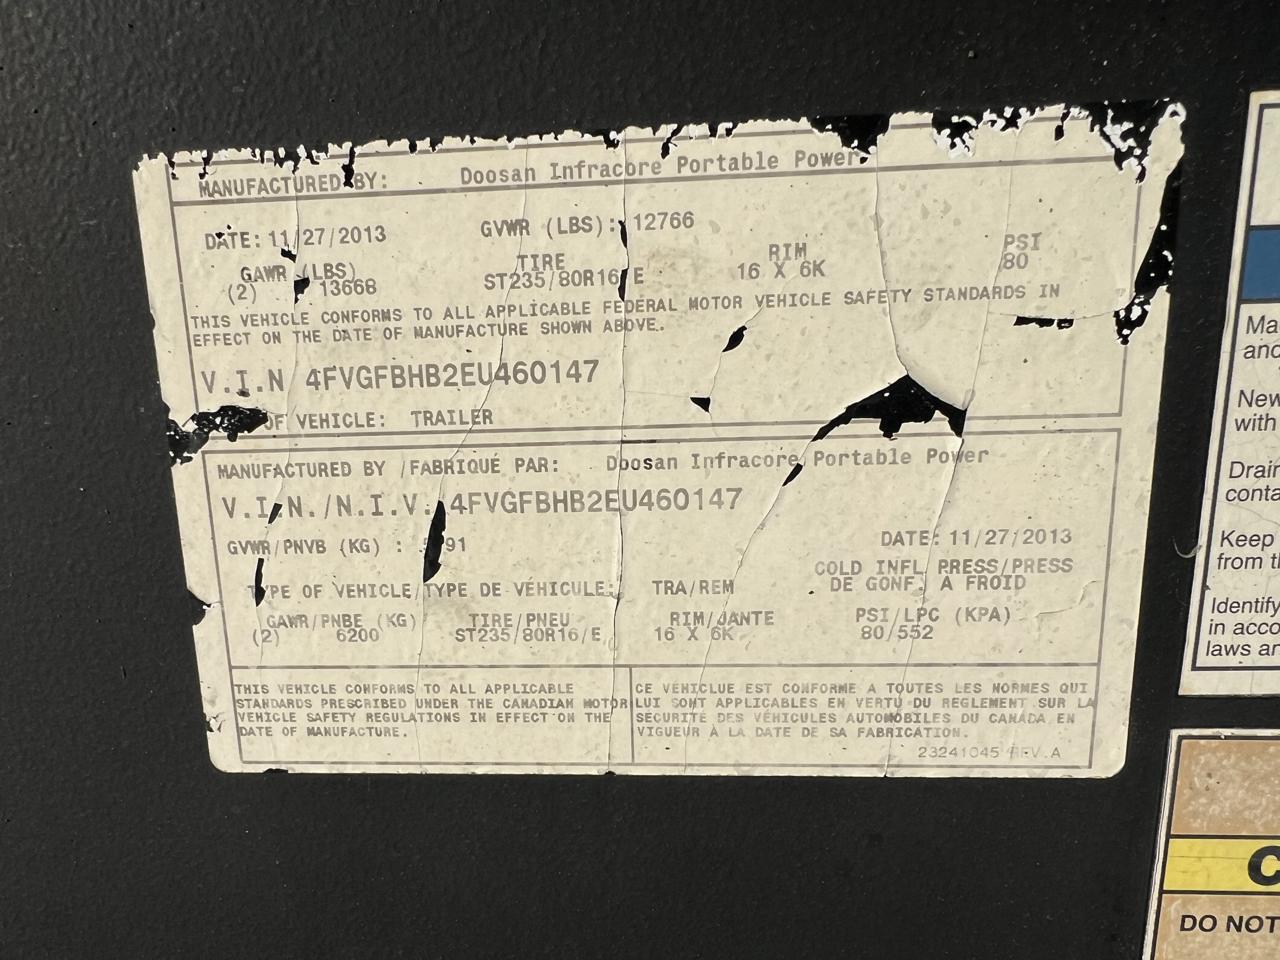 MANUFACTURED BY: Doosan Infracore Portable Power
DATE: 11/27/2013 GVWR (LBS): 12766
GAWR (LBS) TIRE RIM PSI
(2) 13668 ST235/80R16/E 16 X 6K 80
THIS VEHICLE CONFORMS TO ALL APPLICABLE FEDERAL MOTOR VEHICLE SAFETY STANDARDS IN
EFFECT ON THE DATE OF MANUFACTURE SHOWN ABOVE.
V.I.N 4FVGFBHB2EU460147
OF VEHICLE: TRAILER
MANUFACTURED BY /FABRIQUÉ PAR: Doosan Infracore Portable Power
V.I.N./N.I.V. 4FVGFBHB2EU460147
GVWR/PNVB (KG) : 91 DATE: 11/27/2013
COLD INFL PRESS/PRESS
TYPE OF VEHICLE/TYPE DE VÉHICULE: TRA/REM DE GONF. A FROID
GAWR/PNBE (KG) TIRE/PNEU RIM/JANTE PSI/LPC (KPA)
(2) 6200 ST235/80R16/E 16 X 6K 80/552
THIS VEHICLE CONFORMS TO ALL APPLICABLE
STANDARDS PRESCRIBED UNDER THE CANADIAN MOTOR
VEHICLE SAFETY REGULATIONS IN EFFECT ON THE
DATE OF MANUFACTURE.
CE VÉHICLUE EST CONFORME A TOUTES LES NORMES QUI
LUI SONT APPLICABLES EN VERTU DU REGLEMENT SUR LA
SECURITÉ DES VÉHICULES AUTOMOBILES DU CANADA EN
VIGUEUR À LA DATE DE SA FABRICATION.
23241045 REV.A
Ma
and
New
with
Drain
conta
Keep
from th
Identify
in acco
laws an
C
DO NOT